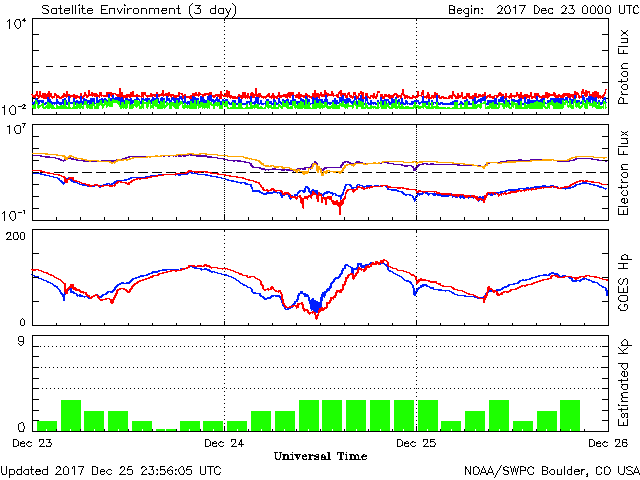 Satellite Environment (3 day) Begin: 2017 Dec 23 0000 UTC
10⁴
10⁻²
Proton Flux
10⁷
10⁻¹
Electron Flux
200
0
GOES Hp
9
0
Estimated Kp
Dec 23 Dec 24 Dec 25 Dec 26
Universal Time
Updated 2017 Dec 25 23:56:05 UTC NOAA/SWPC Boulder, CO USA